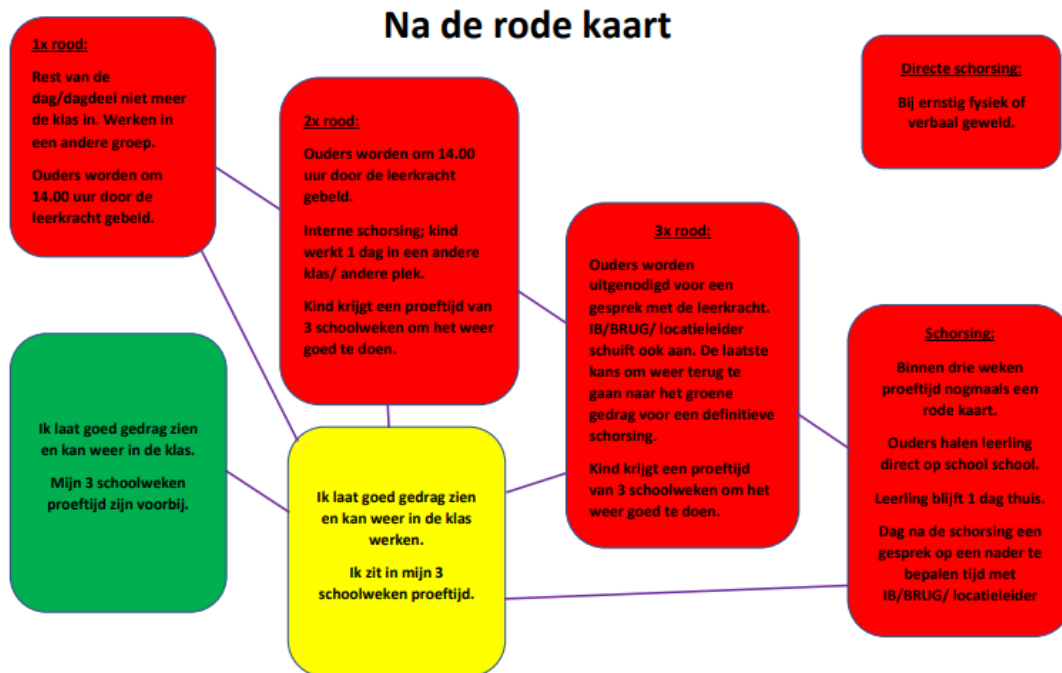 Na de rode kaart
1x rood:
Rest van de
dag/dagdeel niet meer
de klas in. Werken in
een andere groep.
Ouders worden om
14.00 uur door de
leerkracht gebeld.
2x rood:
Ouders worden om 14.00
uur door de leerkracht
gebeld.
Interne schorsing; kind
werkt 1 dag in een andere
klas/ andere plek.
Kind krijgt een proeftijd van
3 schoolweken om het weer
goed te doen.
3x rood:
Ouders worden
uitgenodigd voor een
gesprek met de leerkracht.
IB/BRUG/ locatieleider
schuift ook aan. De laatste
kans om weer terug te
gaan naar het groene
gedrag voor een definitieve
schorsing.
Kind krijgt een proeftijd
van 3 schoolweken om het
weer goed te doen.
Directe schorsing:
Bij ernstig fysiek of
verbaal geweld.
Schorsing:
Binnen drie weken
proeftijd nogmaals een
rode kaart.
Ouders halen leerling
direct op school school.
Leerling blijft 1 dag thuis.
Dag na de schorsing een
gesprek op een nader te
bepalen tijd met
IB/BRUG/ locatieleider
Ik laat goed gedrag zien
en kan weer in de klas.
Mijn 3 schoolweken
proeftijd zijn voorbij.
Ik laat goed gedrag zien
en kan weer in de klas
werken.
Ik zit in mijn 3
schoolweken proeftijd.